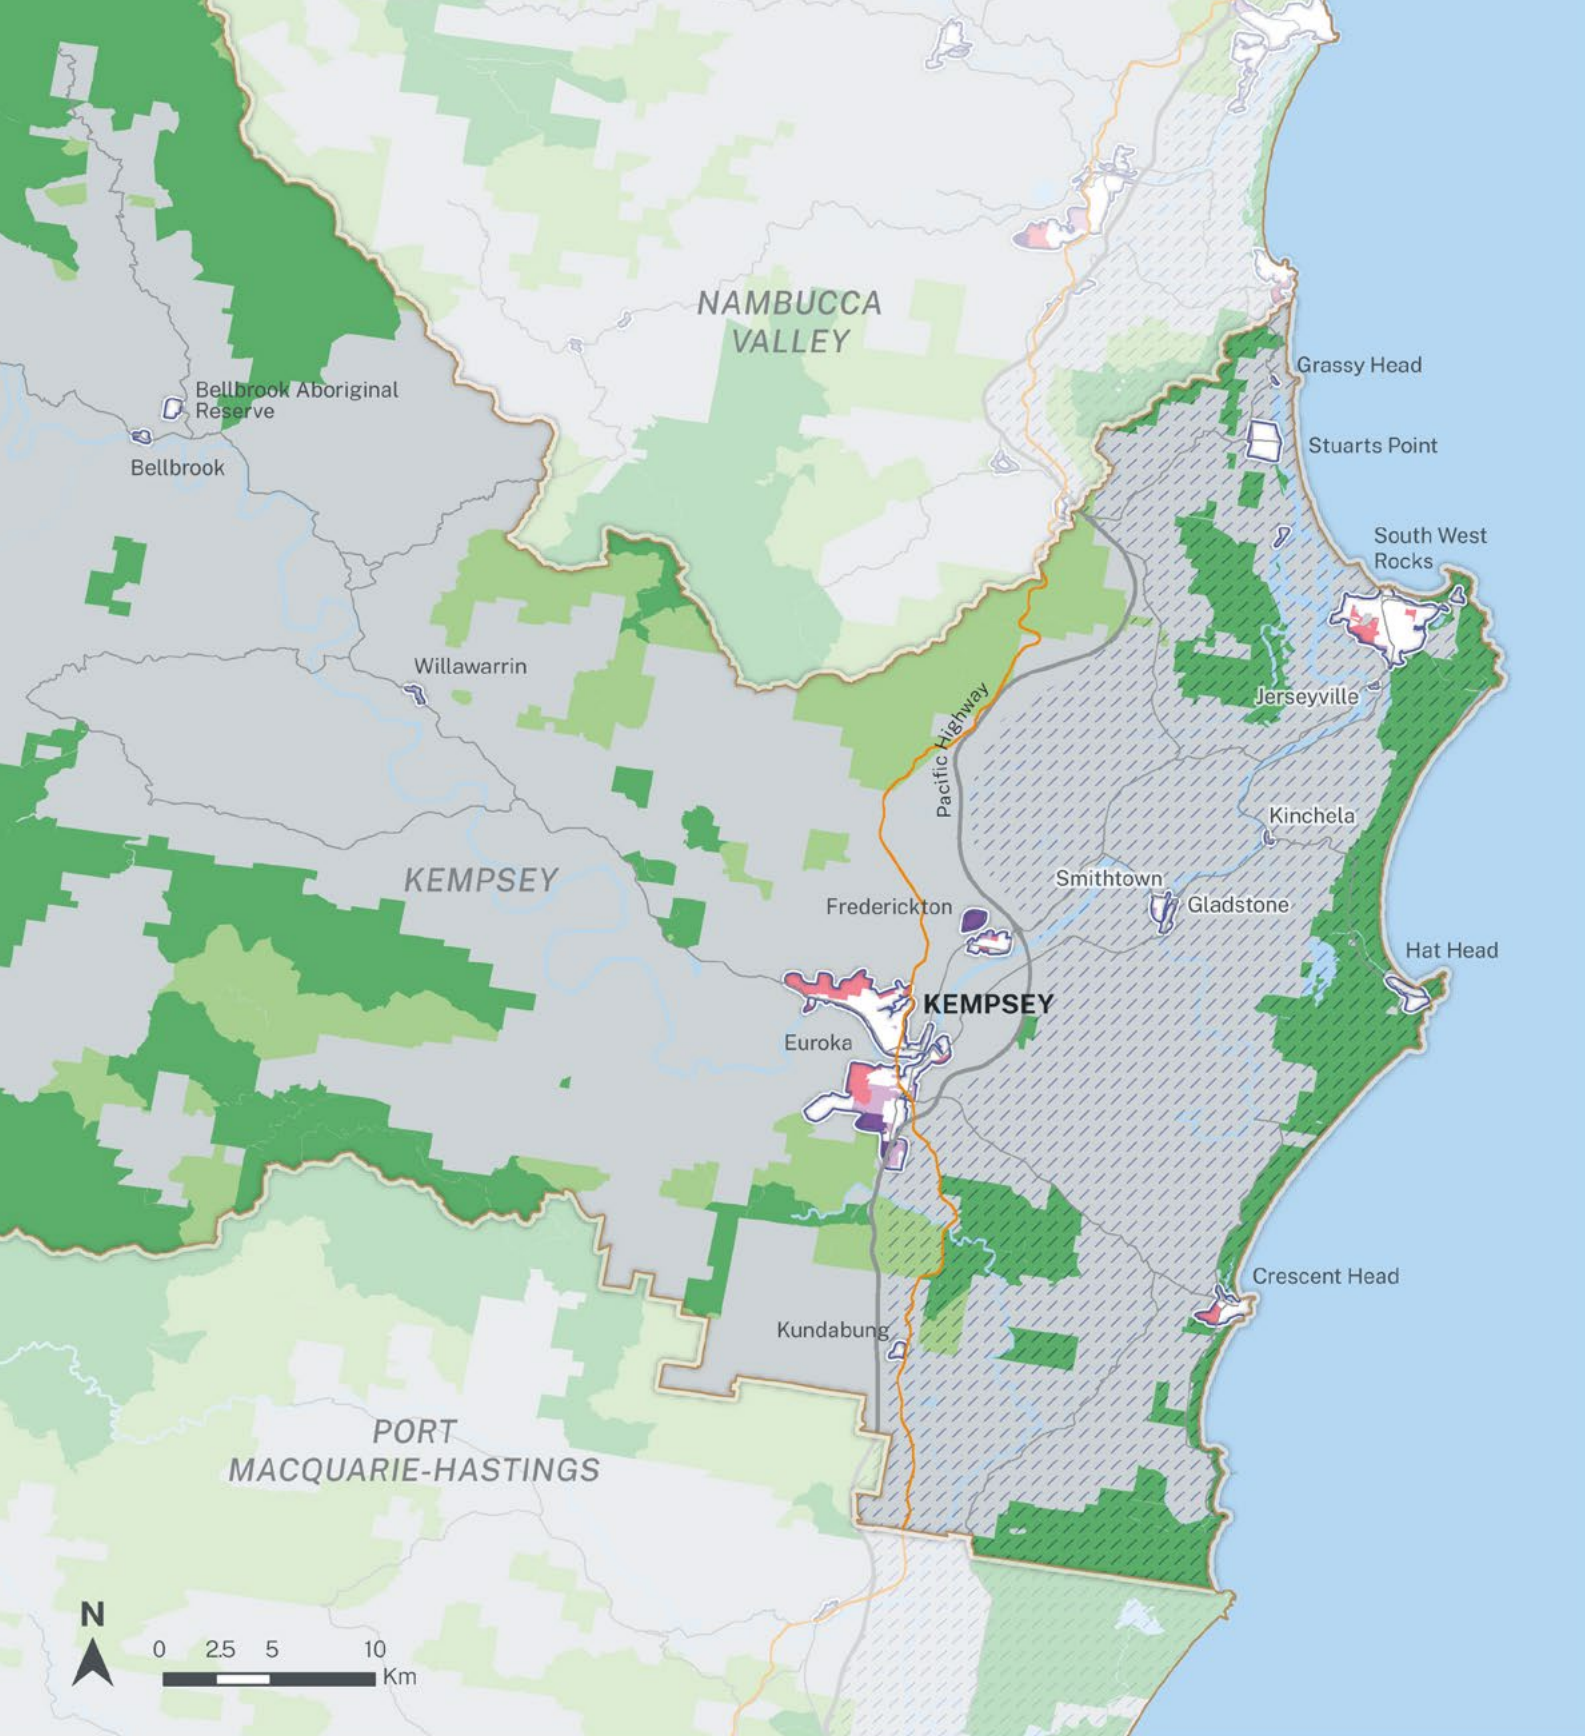 NAMBUCCA
VALLEY
Grassy Head
Bellbrook Aboriginal
Reserve
Stuarts Point
Bellbrook
South West
Rocks
Willawarrin
Jerseyville
Pacific Highway
Kinchela
KEMPSEY
Smithtown
Frederickton
Gladstone
Hat Head
KEMPSEY
Euroka
Crescent Head
Kundabung
PORT
MACQUARIE-HASTINGS
N
0 2.5 5 10
Km